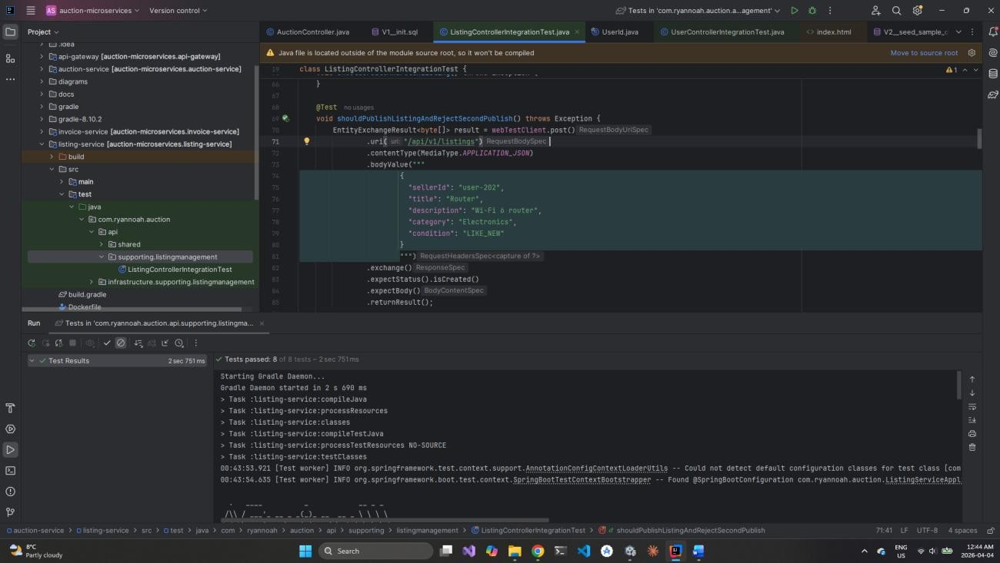 AS auction-microservices Version control Tests in 'com.ryannoah.auction.a...agement'
Project
AuctionController.java V1__init.sql ListingControllerIntegrationTest.java UserId.java UserControllerIntegrationTest.java index.html V2__seed_sample_c
.idea
api-gateway [auction-microservices.api-gateway]
auction-service [auction-microservices.auction-service]
diagrams
docs
gradle
gradle-8.10.2
invoice-service [auction-microservices.invoice-service]
listing-service [auction-microservices.listing-service]
build
src
main
test
java
com.ryannoah.auction
api
shared
supporting.listingmanagement
ListingControllerIntegrationTest
infrastructure.supporting.listingmanagement
build.gradle
Dockerfile
Java file is located outside of the module source root, so it won't be compiled Move to source root
19 class ListingControllerIntegrationTest { 1
66 }
67
68 @Test no usages
69 void shouldPublishListingAndRejectSecondPublish() throws Exception {
70 EntityExchangeResult<byte[]> result = webTestClient.post() RequestBodyUriSpec
71 .uri( uri: "/api/v1/listings") RequestBodySpec
72 .contentType(MediaType.APPLICATION_JSON)
73 .bodyValue("""
74 {
75 "sellerId": "user-202",
76 "title": "Router",
77 "description": "Wi-Fi 6 router",
78 "category": "Electronics",
79 "condition": "LIKE_NEW"
80 }
81 """) RequestHeadersSpec<capture of ?>
82 .exchange() ResponseSpec
83 .expectStatus().isCreated()
84 .expectBody() BodyContentSpec
85 .returnResult();
Run Tests in 'com.ryannoah.auction.api.supporting.listingma...
Test Results 2 sec 751 ms
Tests passed: 8 of 8 tests – 2 sec 751 ms
Starting Gradle Daemon...
Gradle Daemon started in 2 s 690 ms
> Task :listing-service:compileJava
> Task :listing-service:processResources
> Task :listing-service:classes
> Task :listing-service:compileTestJava
> Task :listing-service:processTestResources NO-SOURCE
> Task :listing-service:testClasses
00:43:53.921 [Test worker] INFO org.springframework.test.context.support.AnnotationConfigContextLoaderUtils -- Could not detect default configuration classes for test class [com
00:43:54.635 [Test worker] INFO org.springframework.boot.test.context.SpringBootTestContextBootstrapper -- Found @SpringBootConfiguration com.ryannoah.auction.ListingServiceAppl
auction-service > listing-service > src > test > java > com > ryannoah > auction > api > supporting > listingmanagement > ListingControllerIntegrationTest > shouldPublishListingAndRejectSecondPublish 71:41 LF UTF-8 4 spaces
8°C
Partly cloudy
Search
ENG
US
12:44 AM
2026-04-04